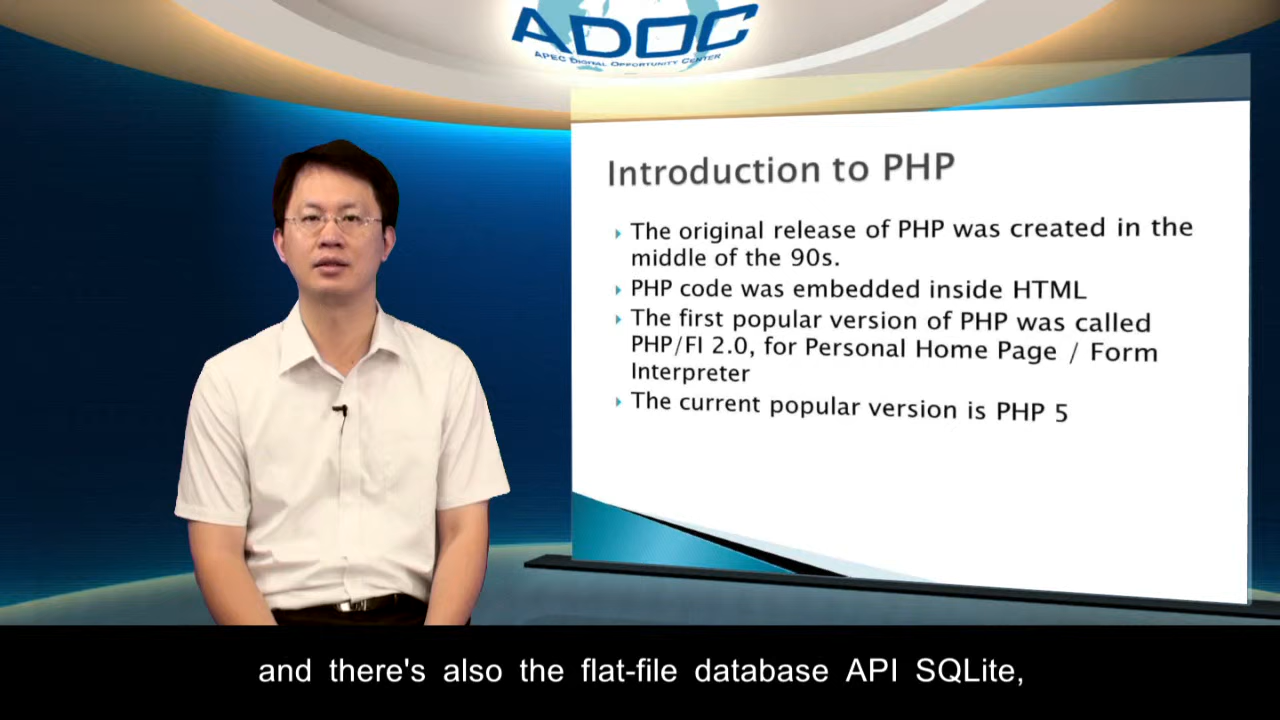 ADOC
APEC DIGITAL OPPORTUNITY CENTER
Introduction to PHP
The original release of PHP was created in the
middle of the 90s.
PHP code was embedded inside HTML
The first popular version of PHP was called
PHP/FI 2.0, for Personal Home Page / Form
Interpreter
The current popular version is PHP 5
and there's also the flat-file database API SQLite,